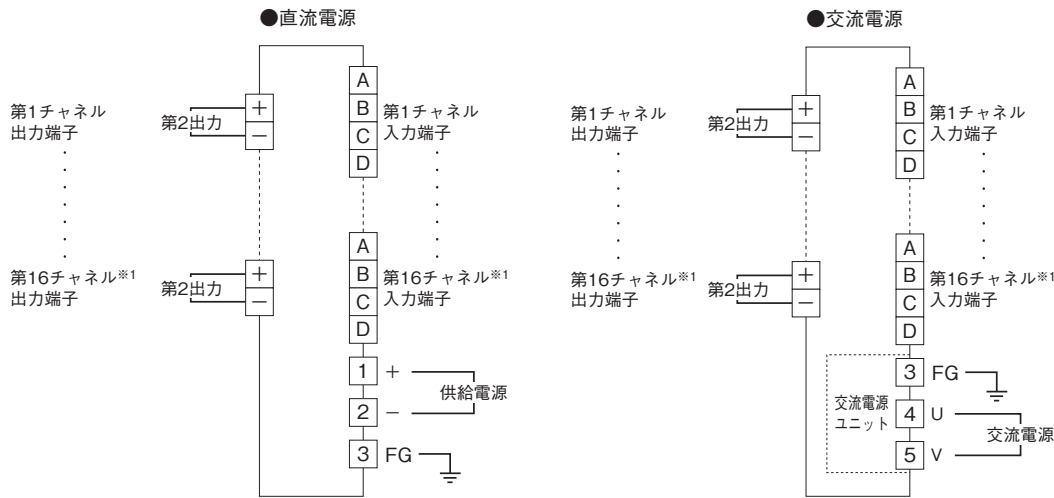 ●直流電源
第1チャネル
出力端子
第2出力
+
−
A
B
C
D
第1チャネル
入力端子
第16チャネル※1
出力端子
第2出力
+
−
A
B
C
D
第16チャネル※1
入力端子
1 +
2 −
供給電源
3 FG
●交流電源
第1チャネル
出力端子
第2出力
+
−
A
B
C
D
第1チャネル
入力端子
第16チャネル※1
出力端子
第2出力
+
−
A
B
C
D
第16チャネル※1
入力端子
交流電源
ユニット
3 FG
4 U
5 V
交流電源